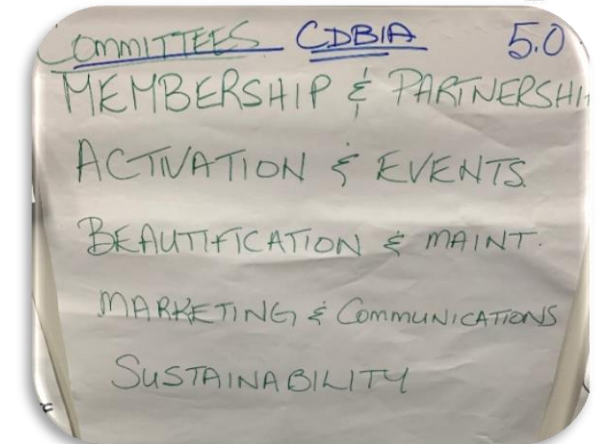 COMMITTEES CDBIA 5.0
MEMBERSHIP & PARTNERSHI
ACTIVATION & EVENTS
BEAUTIFICATION & MAINT.
MARKETING & COMMUNICATIONS
SUSTAINABILITY